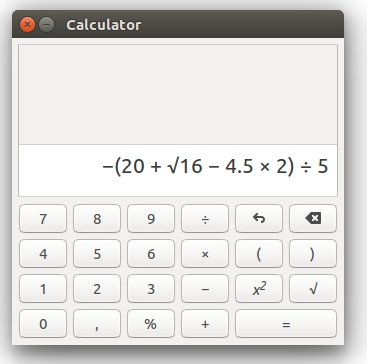 Calculator
−(20 + √16 − 4.5 × 2) ÷ 5
7 8 9 ÷
4 5 6 × ( )
1 2 3 − x² √
0 , % + =